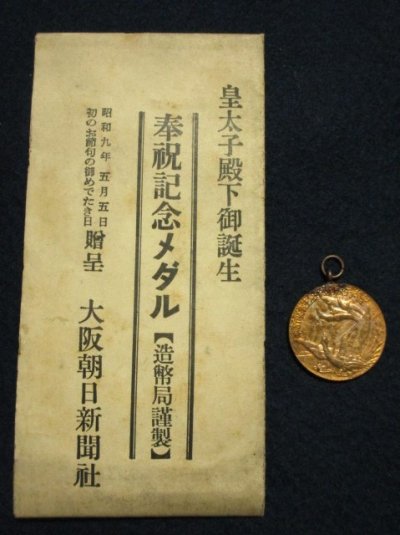 皇太子殿下御誕生
奉祝記念メダル【造幣局謹製】
昭和九年五月五日
初のお節句の御めでたき日
贈呈 大阪朝日新聞社